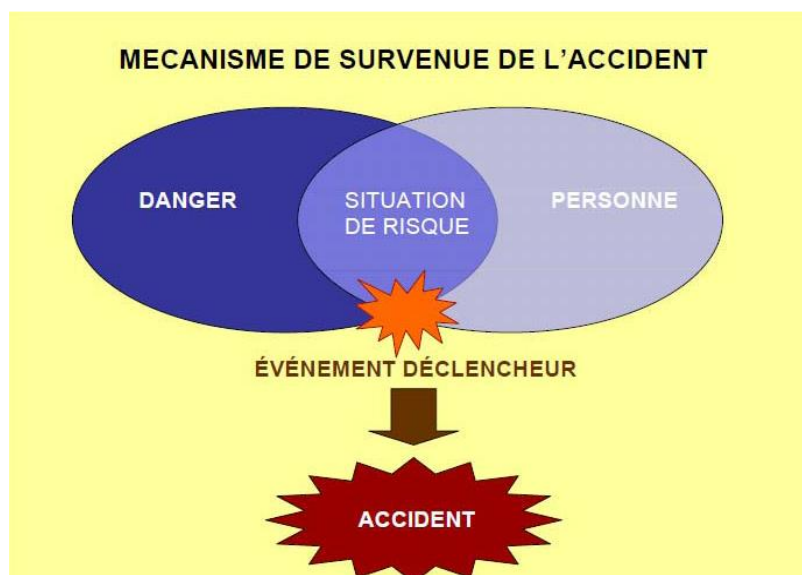 MECANISME DE SURVENUE DE L'ACCIDENT
DANGER
SITUATION
DE RISQUE
PERSONNE
ÉVÉNEMENT DÉCLENCHEUR
ACCIDENT